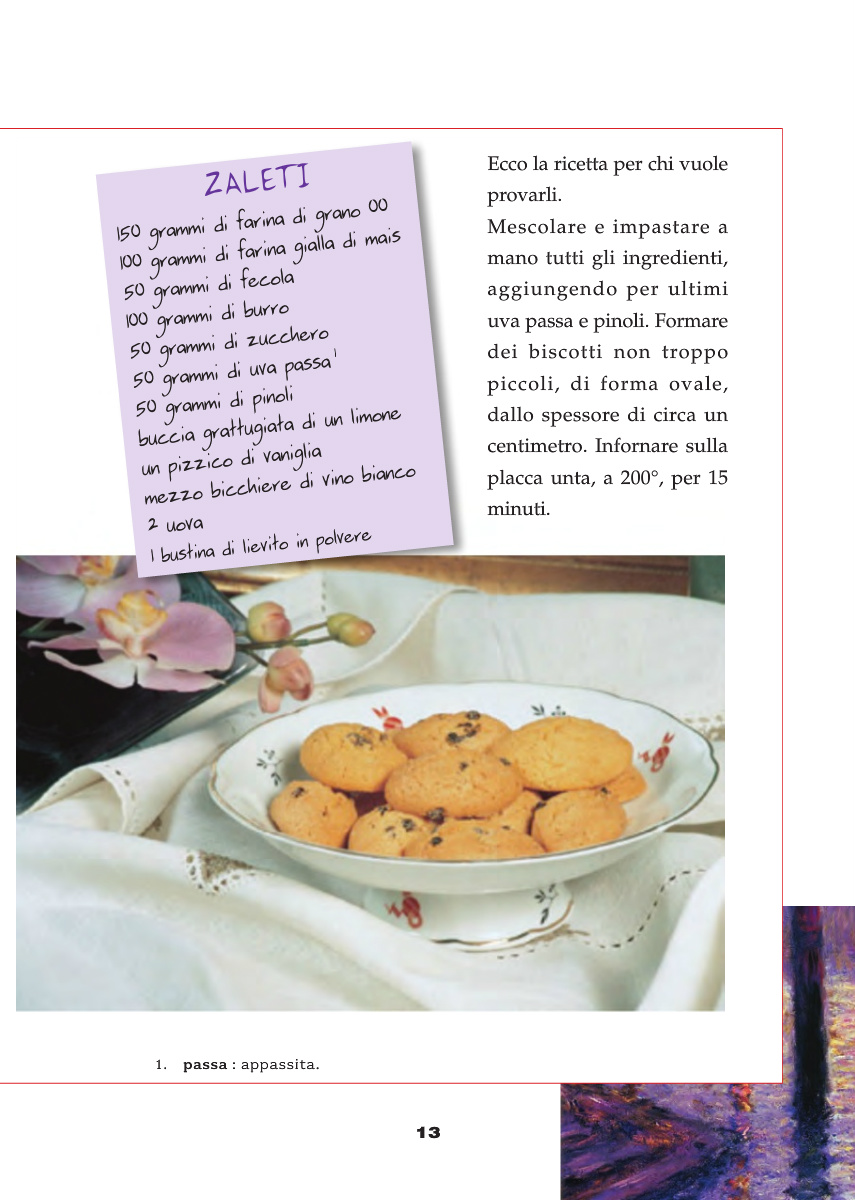 ZALETI
150 grammi di farina di grano 00
100 grammi di farina gialla di mais
50 grammi di fecola
100 grammi di burro
50 grammi di zucchero
50 grammi di uva passa¹
50 grammi di pinoli
buccia grattugiata di un limone
un pizzico di vaniglia
mezzo bicchiere di vino bianco
2 uova
1 bustina di lievito in polvere
Ecco la ricetta per chi vuole
provarli.
Mescolare e impastare a
mano tutti gli ingredienti,
aggiungendo per ultimi
uva passa e pinoli. Formare
dei biscotti non troppo
piccoli, di forma ovale,
dallo spessore di circa un
centimetro. Infornare sulla
placca unta, a 200°, per 15
minuti.
1. passa : appassita.
13